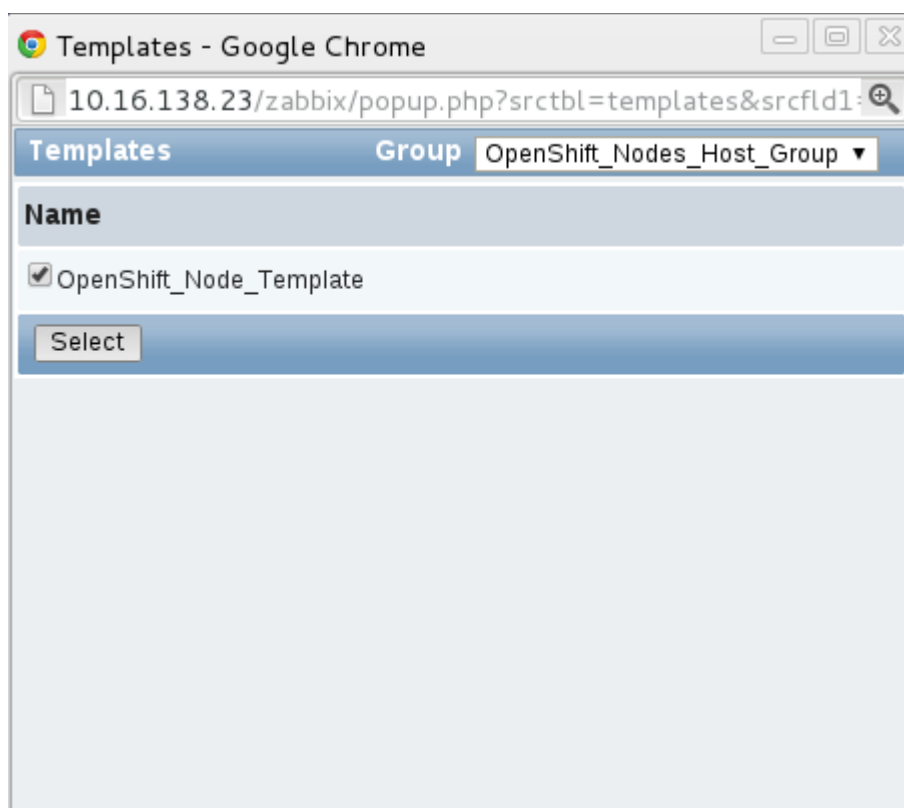 Templates - Google Chrome
10.16.138.23/zabbix/popup.php?srctbl=templates&srcfld1=
Templates Group OpenShift_Nodes_Host_Group
Name
OpenShift_Node_Template
Select